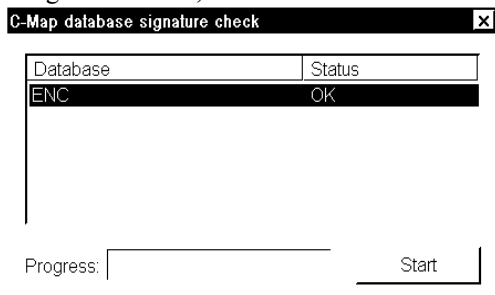 C-Map database signature check
Database Status
ENC OK
Progress: Start